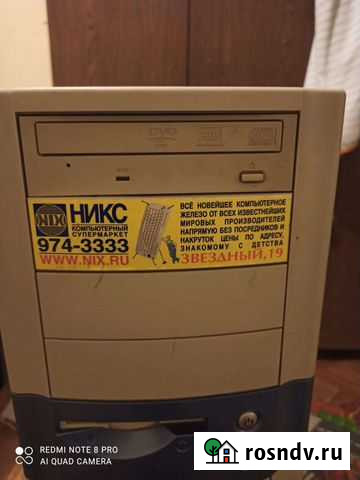 DVD
NIX
НИКС
КОМПЬЮТЕРНЫЙ
СУПЕРМАРКЕТ
974-3333
WWW.NIX.RU
ВСЁ НОВЕЙШЕЕ КОМПЬЮТЕРНОЕ
ЖЕЛЕЗО ОТ ВСЕХ ИЗВЕСТНЕЙШИХ
МИРОВЫХ ПРОИЗВОДИТЕЛЕЙ
НАПРЯМУЮ БЕЗ ПОСРЕДНИКОВ И
НАКРУТОК ЦЕНЫ ПО АДРЕСУ,
ЗНАКОМОМУ С ДЕТСТВА
ЗВЕЗДНЫЙ,19
REDMI NOTE 8 PRO
AI QUAD CAMERA
rosndv.ru